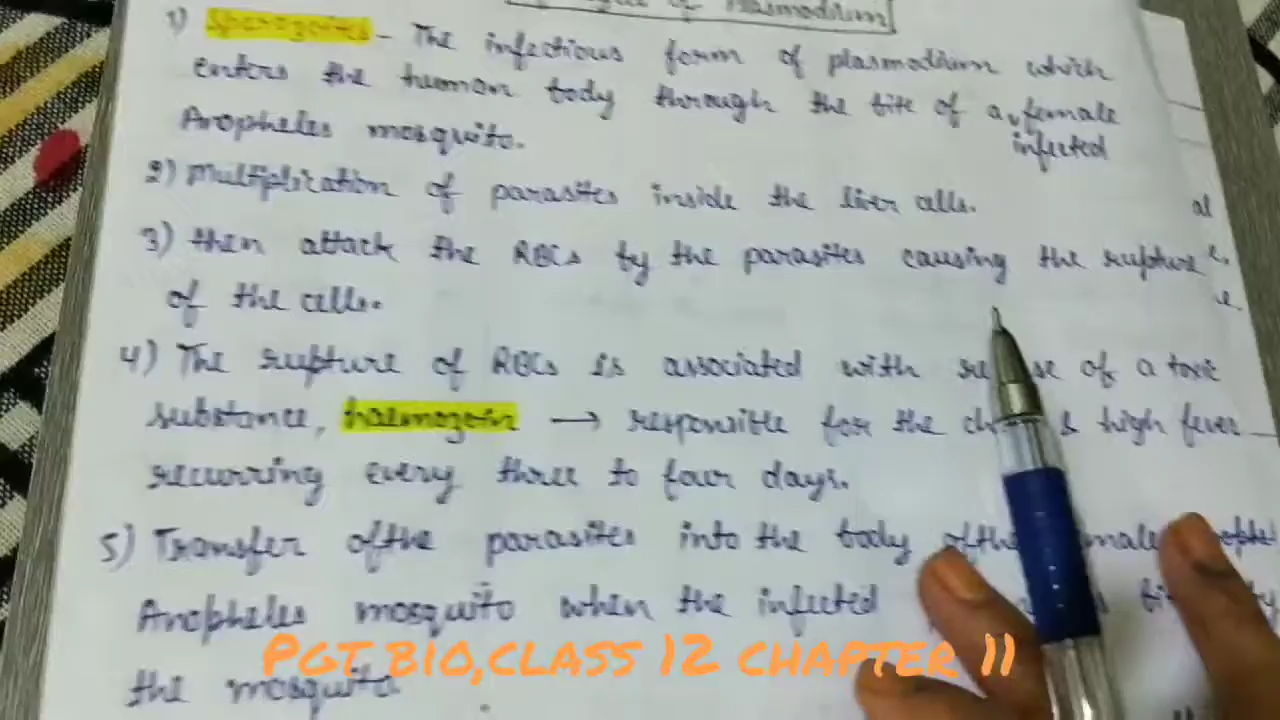 of Plasmodium
1) Sporozoites - The infectious form of plasmodium which
enters the human body through the bite of a female
infected
Anopheles mosquito.
2) Multiplication of parasites inside the liver cells.
3) then attack the RBCs by the parasites causing the rupture
of the cells.
4) The rupture of RBCs is associated with of a toxic
substance, haemozoin → responsible for the & high fever
recurring every three to four days.
5) Transfer of the parasites into the body of the
Anopheles mosquito when the infected
the mosquito
PGT BIO,CLASS 12 CHAPTER 11